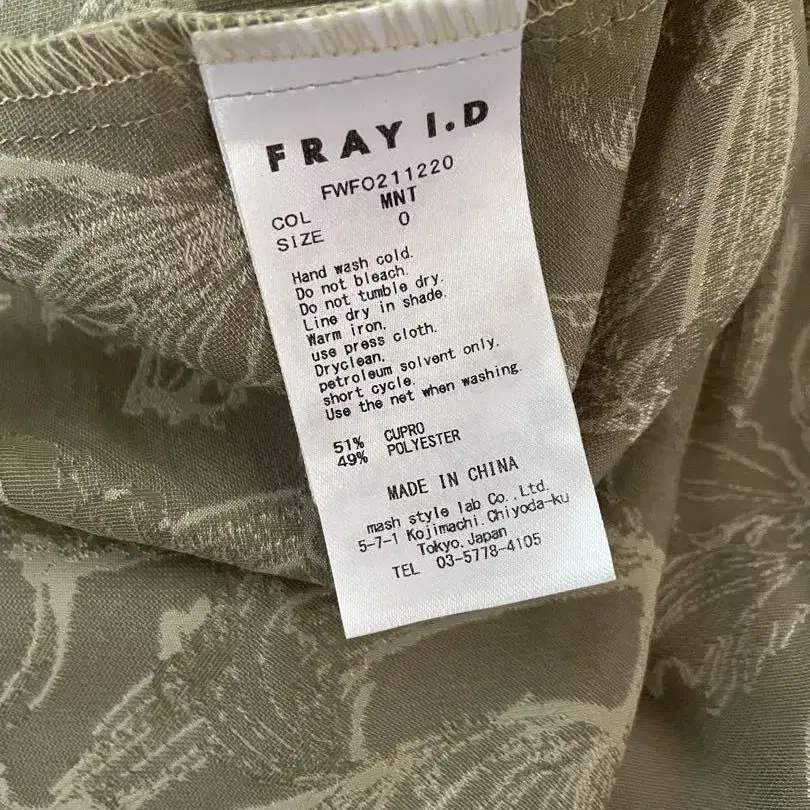 FRAY I.D
FWFO211220
COL MNT
SIZE 0
Hand wash cold.
Do not bleach.
Do not tumble dry.
Line dry in shade.
Warm iron.
use press cloth.
Dryclean.
petroleum solvent only.
short cycle.
Use the net when washing.
51% CUPRO
49% POLYESTER
MADE IN CHINA
mash style lab Co.,Ltd.
5-7-1 Kojimachi.Chiyoda-ku
Tokyo,Japan
TEL 03-5778-4105